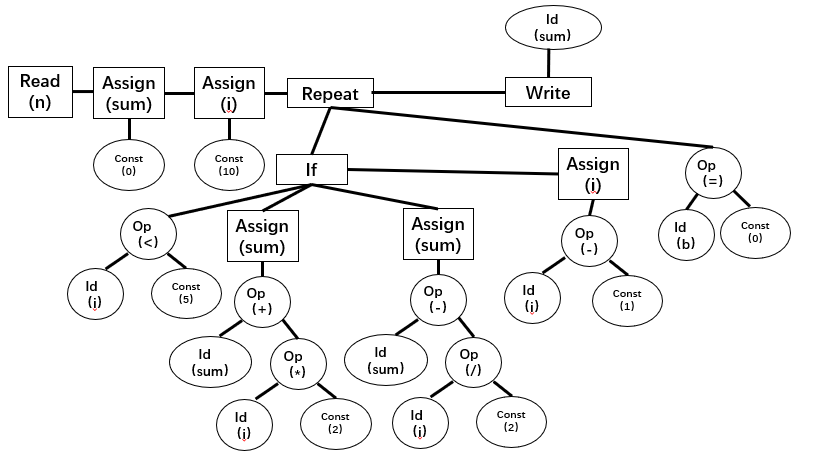 Id
(sum)
Read
(n)
Assign
(sum)
Assign
(i)
Repeat
Write
Const
(0)
Const
(10)
If
Assign
(i)
Op
(=)
Op
(<)
Assign
(sum)
Assign
(sum)
Op
(-)
Id
(b)
Const
(0)
Id
(i)
Const
(5)
Op
(+)
Op
(-)
Id
(i)
Const
(1)
Id
(sum)
Op
(*)
Id
(sum)
Op
(/)
Id
(i)
Const
(2)
Id
(i)
Const
(2)